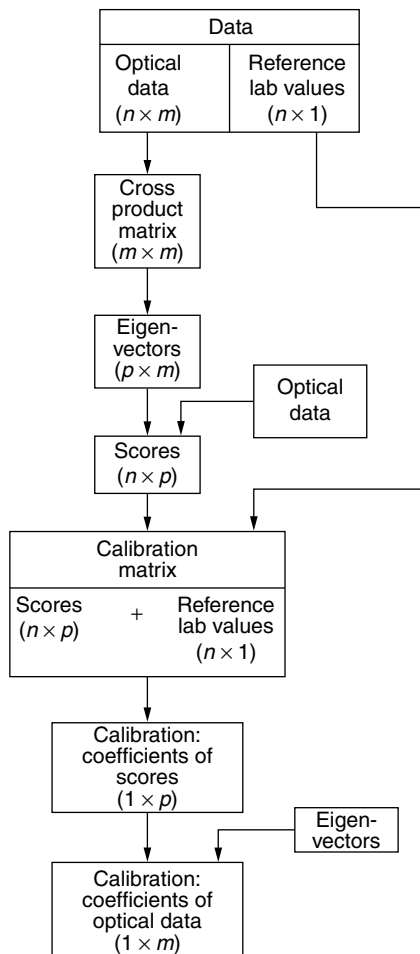 Data
Optical
data
(n × m)
Reference
lab values
(n × 1)
Cross
product
matrix
(m × m)
Eigen-
vectors
(p × m)
Optical
data
Scores
(n × p)
Calibration
matrix
Scores
(n × p)
+
Reference
lab values
(n × 1)
Calibration:
coefficients of
scores
(1 × p)
Eigen-
vectors
Calibration:
coefficients of
optical data
(1 × m)